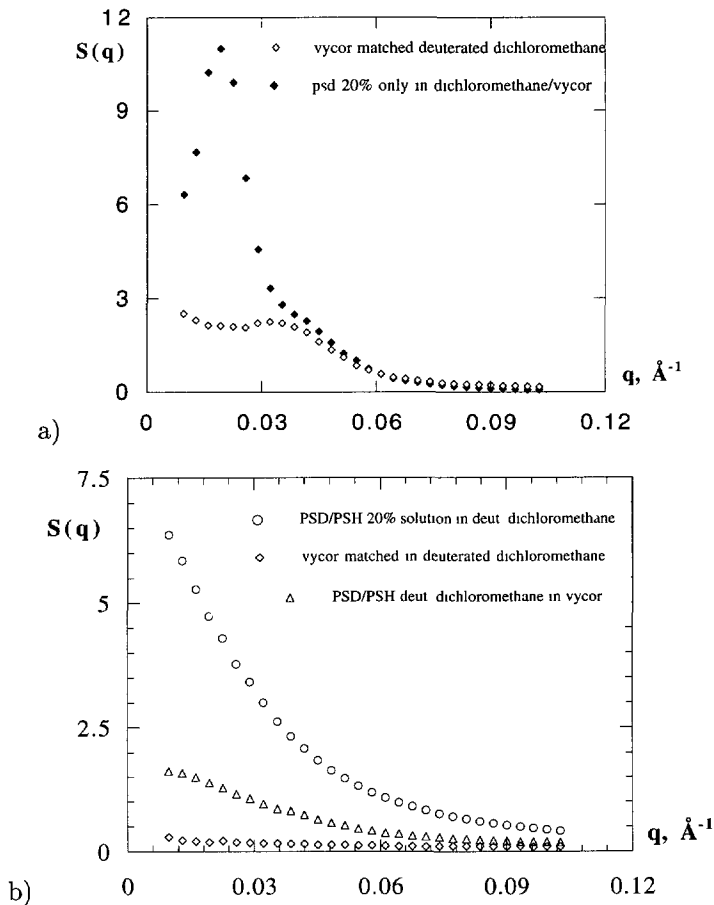 S(q)
12
9
6
3
0
vycor matched deuterated dichloromethane
psd 20% only in dichloromethane/vycor
q, Å-1
0 0.03 0.06 0.09 0.12
a)
7.5
S(q)
5
2.5
0
PSD/PSH 20% solution in deut dichloromethane
vycor matched in deuterated dichloromethane
PSD/PSH deut dichloromethane in vycor
q, Å-1
0 0.03 0.06 0.09 0.12
b)